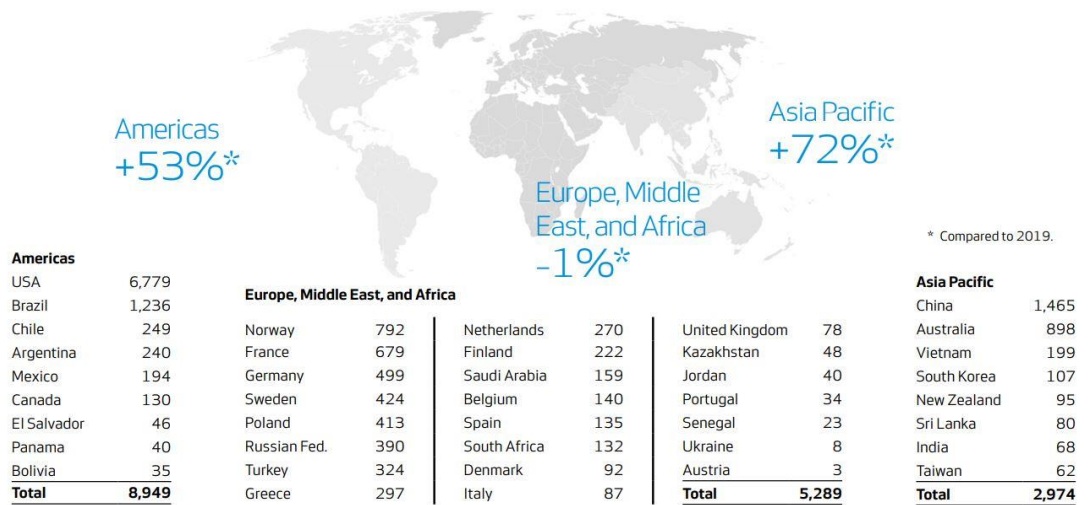 Americas
+53%*
Asia Pacific
+72%*
Europe, Middle
East, and Africa
-1%*
* Compared to 2019.
Americas
USA 6,779
Brazil 1,236
Chile 249
Argentina 240
Mexico 194
Canada 130
El Salvador 46
Panama 40
Bolivia 35
Total 8,949
Europe, Middle East, and Africa
Norway 792
France 679
Germany 499
Sweden 424
Poland 413
Russian Fed. 390
Turkey 324
Greece 297
Netherlands 270
Finland 222
Saudi Arabia 159
Belgium 140
Spain 135
South Africa 132
Denmark 92
Italy 87
United Kingdom 78
Kazakhstan 48
Jordan 40
Portugal 34
Senegal 23
Ukraine 8
Austria 3
Total 5,289
Asia Pacific
China 1,465
Australia 898
Vietnam 199
South Korea 107
New Zealand 95
Sri Lanka 80
India 68
Taiwan 62
Total 2,974